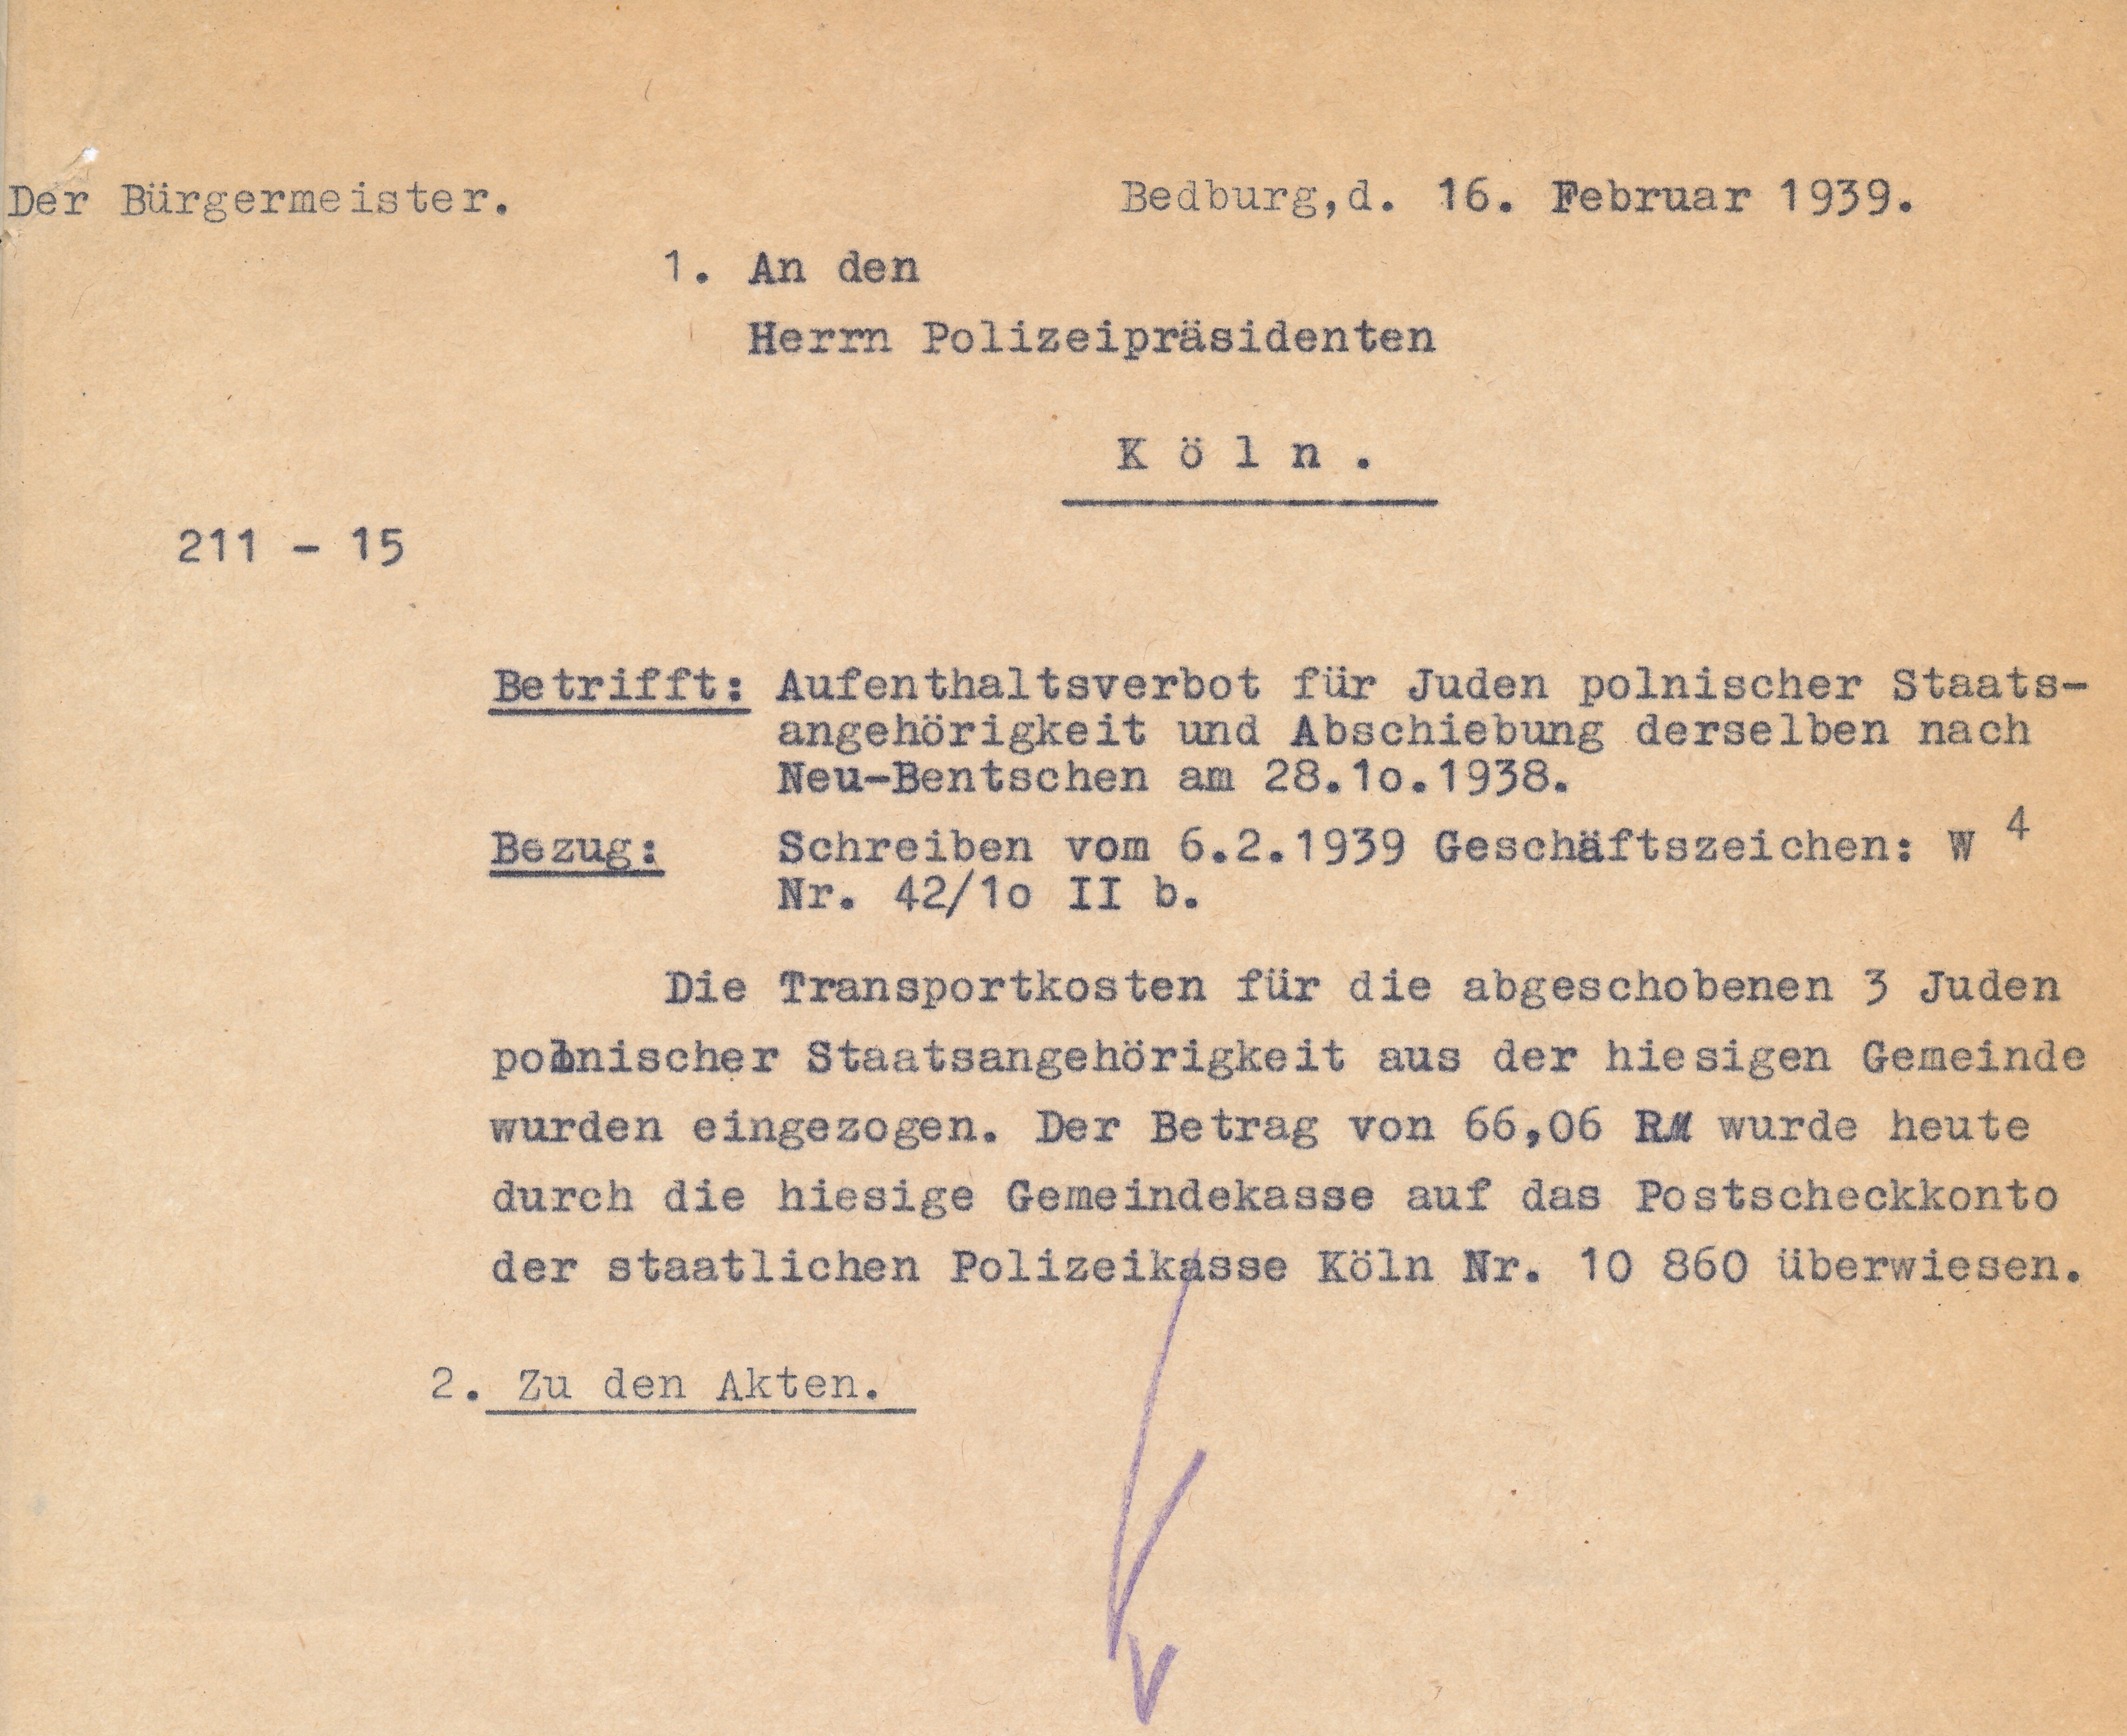 Der Bürgermeister. Bedburg,d. 16. Februar 1939.
1. An den
Herrn Polizeipräsidenten
K ö l n .
211 - 15
Betrifft: Aufenthaltsverbot für Juden polnischer Staats-
angehörigkeit und Abschiebung derselben nach
Neu-Bentschen am 28.1o.1938.
Bezug: Schreiben vom 6.2.1939 Geschäftszeichen: W 4
Nr. 42/1o II b.
Die Transportkosten für die abgeschobenen 3 Juden
polnischer Staatsangehörigkeit aus der hiesigen Gemeinde
wurden eingezogen. Der Betrag von 66,06 RM wurde heute
durch die hiesige Gemeindekasse auf das Postscheckkonto
der staatlichen Polizeikasse Köln Nr. 10 860 überwiesen.
2. Zu den Akten.